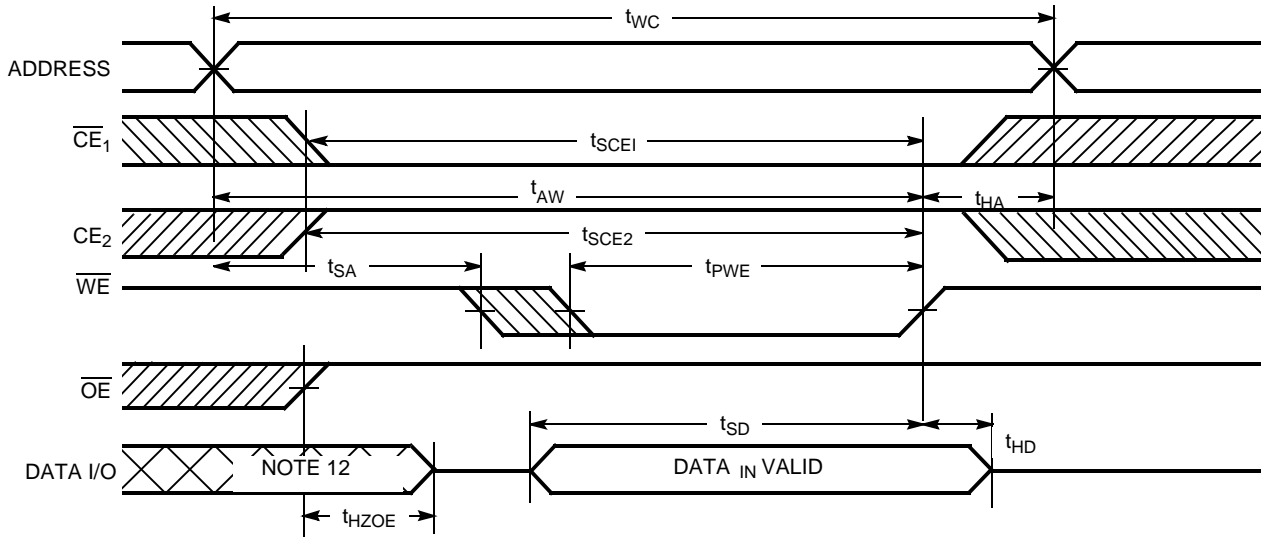 tWC
ADDRESS
CE1
tSCEI
tAW
tHA
CE2
tSCE2
tSA
tPWE
WE
OE
tSD
tHD
DATA I/O
NOTE 12
DATA IN VALID
tHZOE